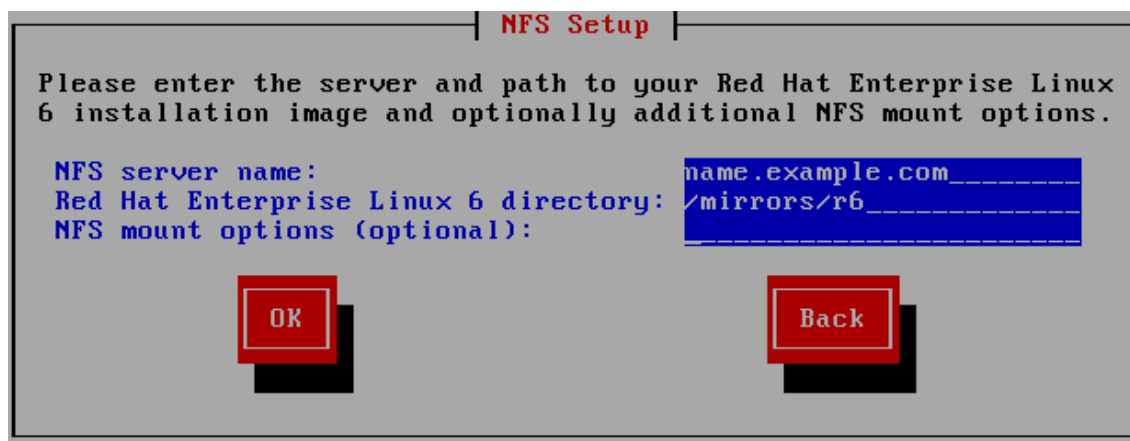 NFS Setup
Please enter the server and path to your Red Hat Enterprise Linux
6 installation image and optionally additional NFS mount options.
NFS server name: name.example.com________
Red Hat Enterprise Linux 6 directory: /mirrors/r6_____________
NFS mount options (optional): ________________________
OK Back